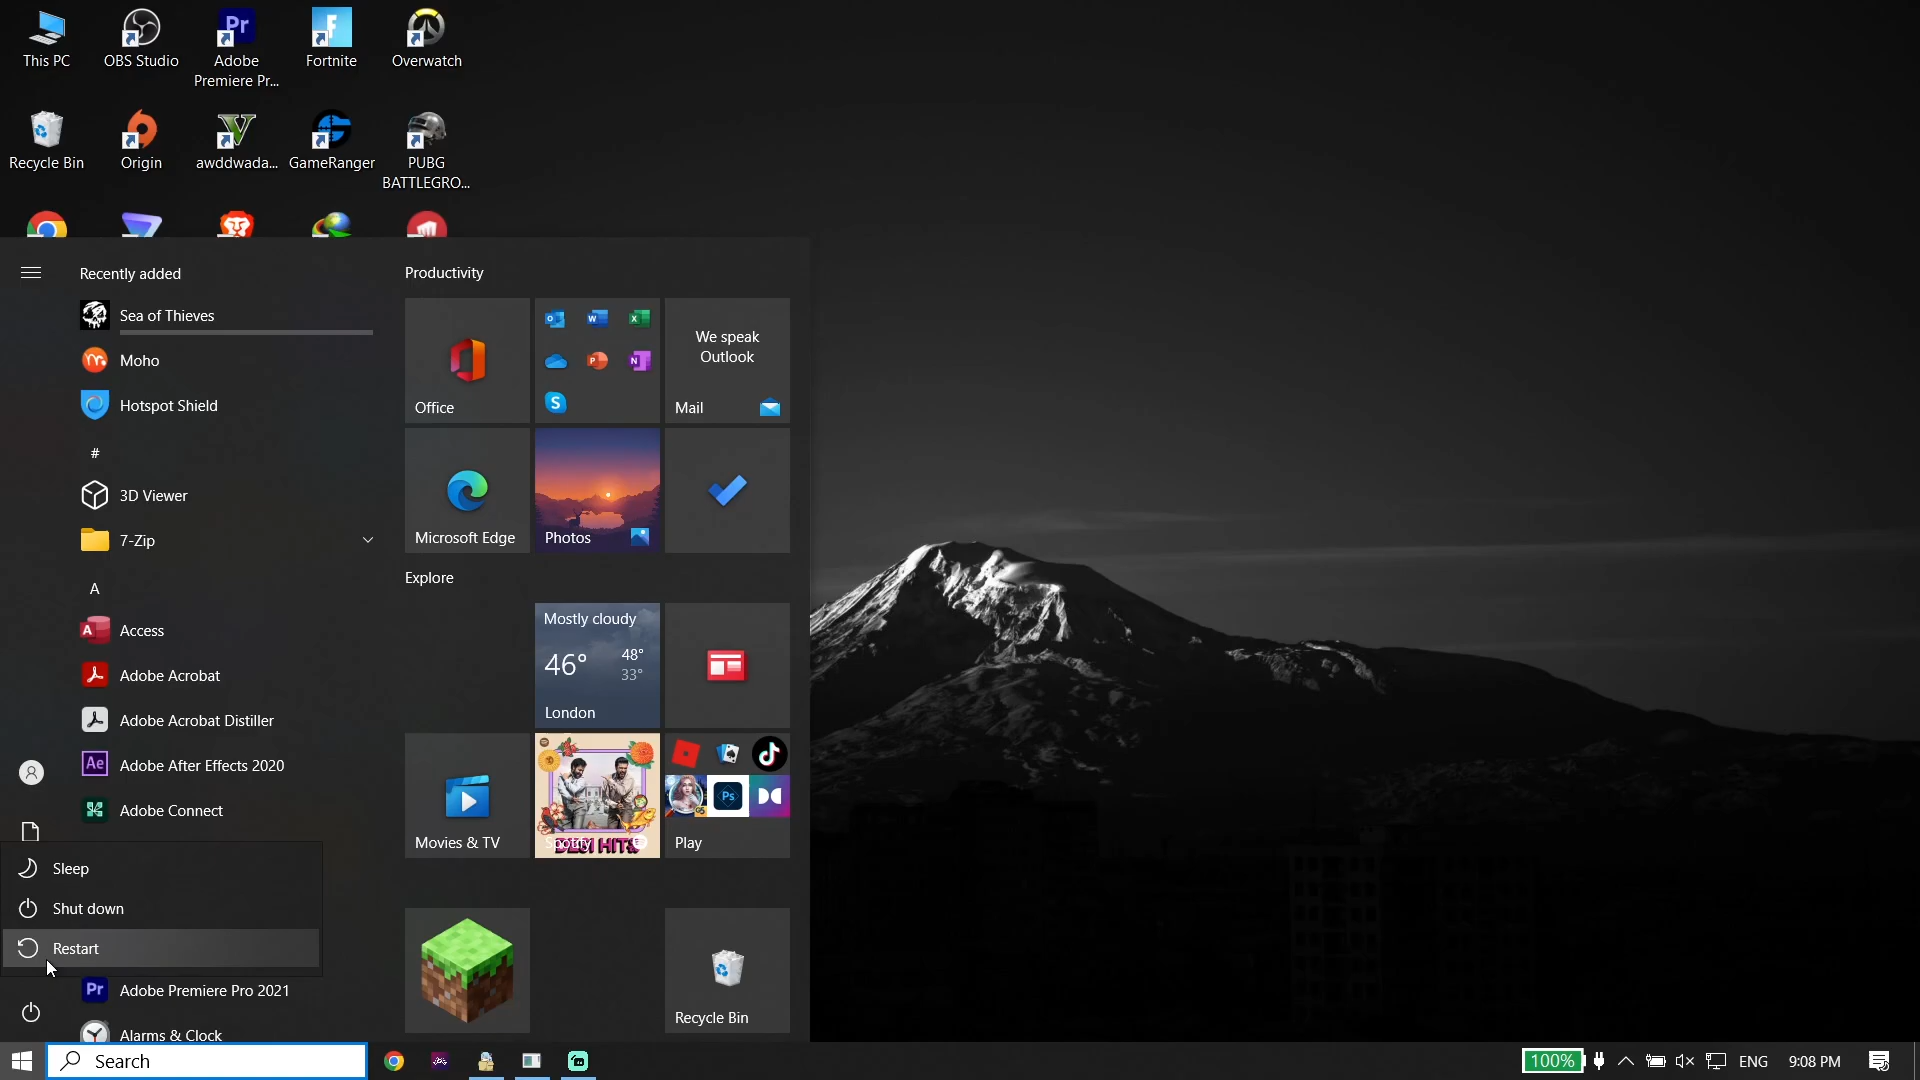 This PC
OBS Studio
Adobe
Premiere Pr...
Fortnite
Overwatch
Recycle Bin
Origin
awddwada...
GameRanger
PUBG
BATTLEGRO...
Recently added
Sea of Thieves
Moho
Hotspot Shield
#
3D Viewer
7-Zip
A
Access
Adobe Acrobat
Adobe Acrobat Distiller
Adobe After Effects 2020
Adobe Connect
Sleep
Shut down
Restart
Adobe Premiere Pro 2021
Alarms & Clock
Productivity
Office
We speak
Outlook
Mail
Microsoft Edge
Photos
Explore
Mostly cloudy
46°
48°
33°
London
Movies & TV
DESI HITS
Spotify
Play
Recycle Bin
Search
100%
ENG
9:08 PM